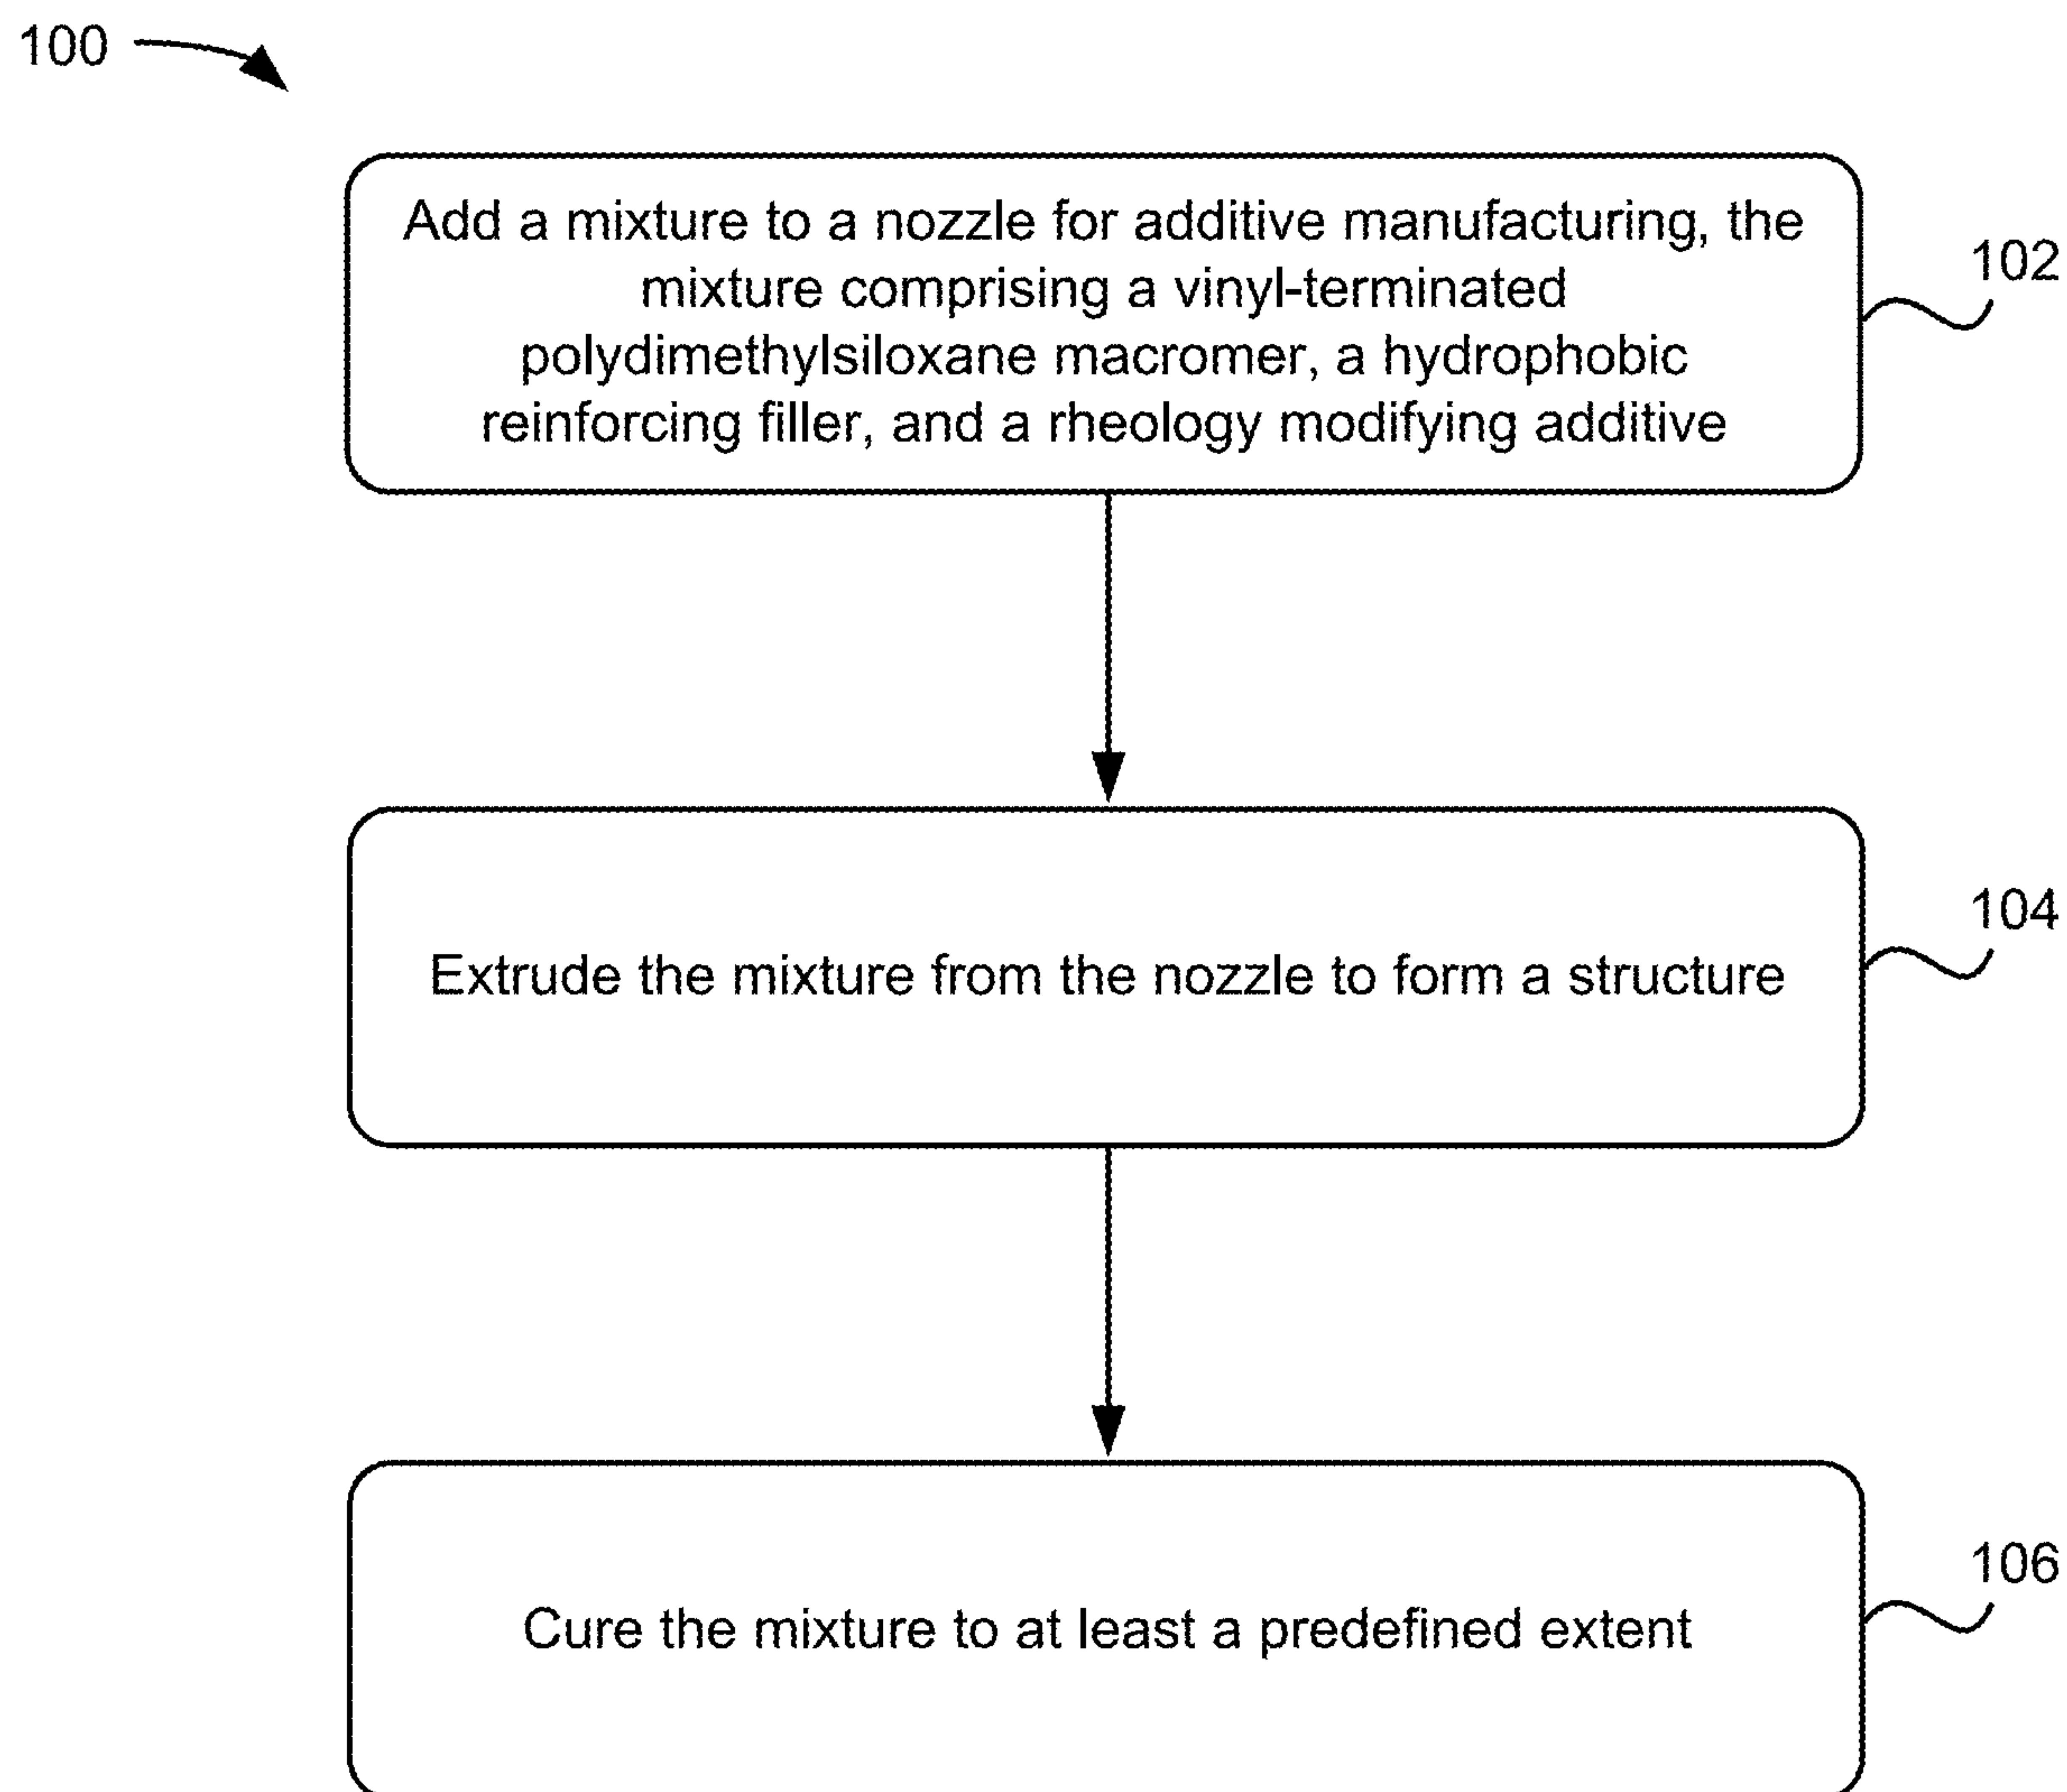 100
Add a mixture to a nozzle for additive manufacturing, the
mixture comprising a vinyl-terminated
polydimethylsiloxane macromer, a hydrophobic
reinforcing filler, and a rheology modifying additive
102
Extrude the mixture from the nozzle to form a structure
104
Cure the mixture to at least a predefined extent
106